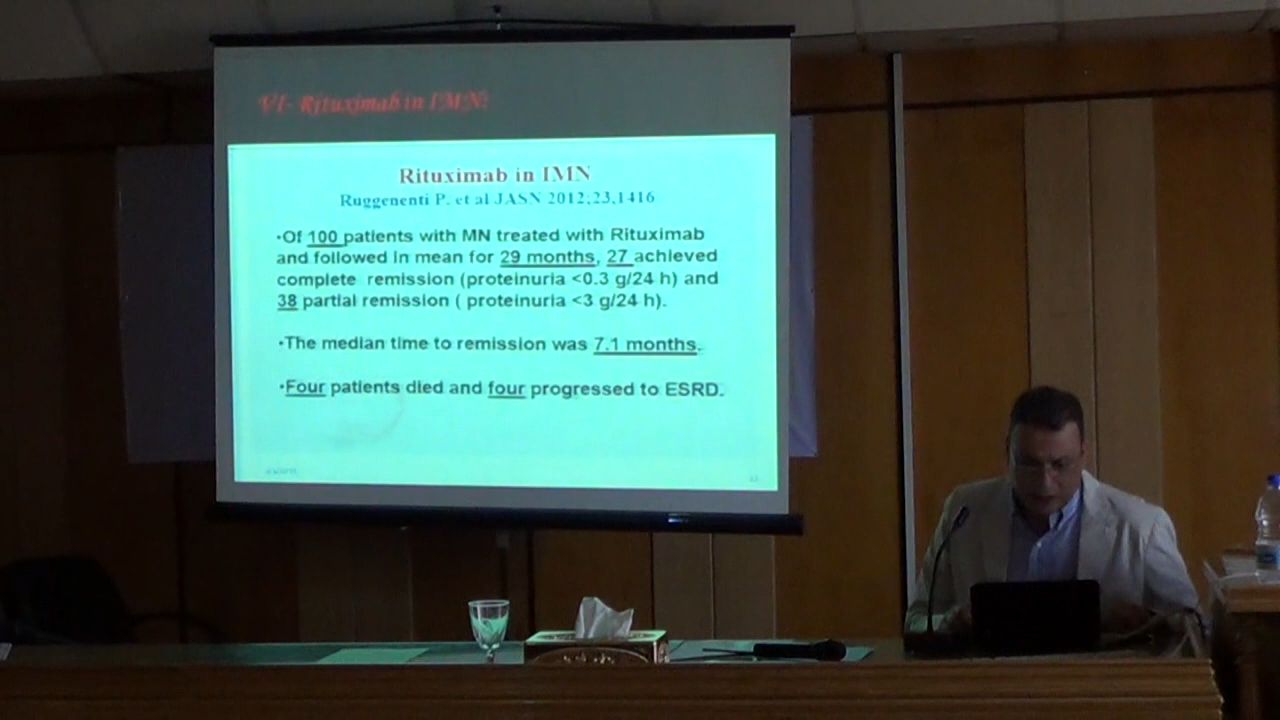 VI- Rituximab in IMN:
Rituximab in IMN
Ruggenenti P. et al JASN 2012;23,1416
•Of 100 patients with MN treated with Rituximab
and followed in mean for 29 months, 27 achieved
complete remission (proteinuria <0.3 g/24 h) and
38 partial remission ( proteinuria <3 g/24 h).
•The median time to remission was 7.1 months.
•Four patients died and four progressed to ESRD.